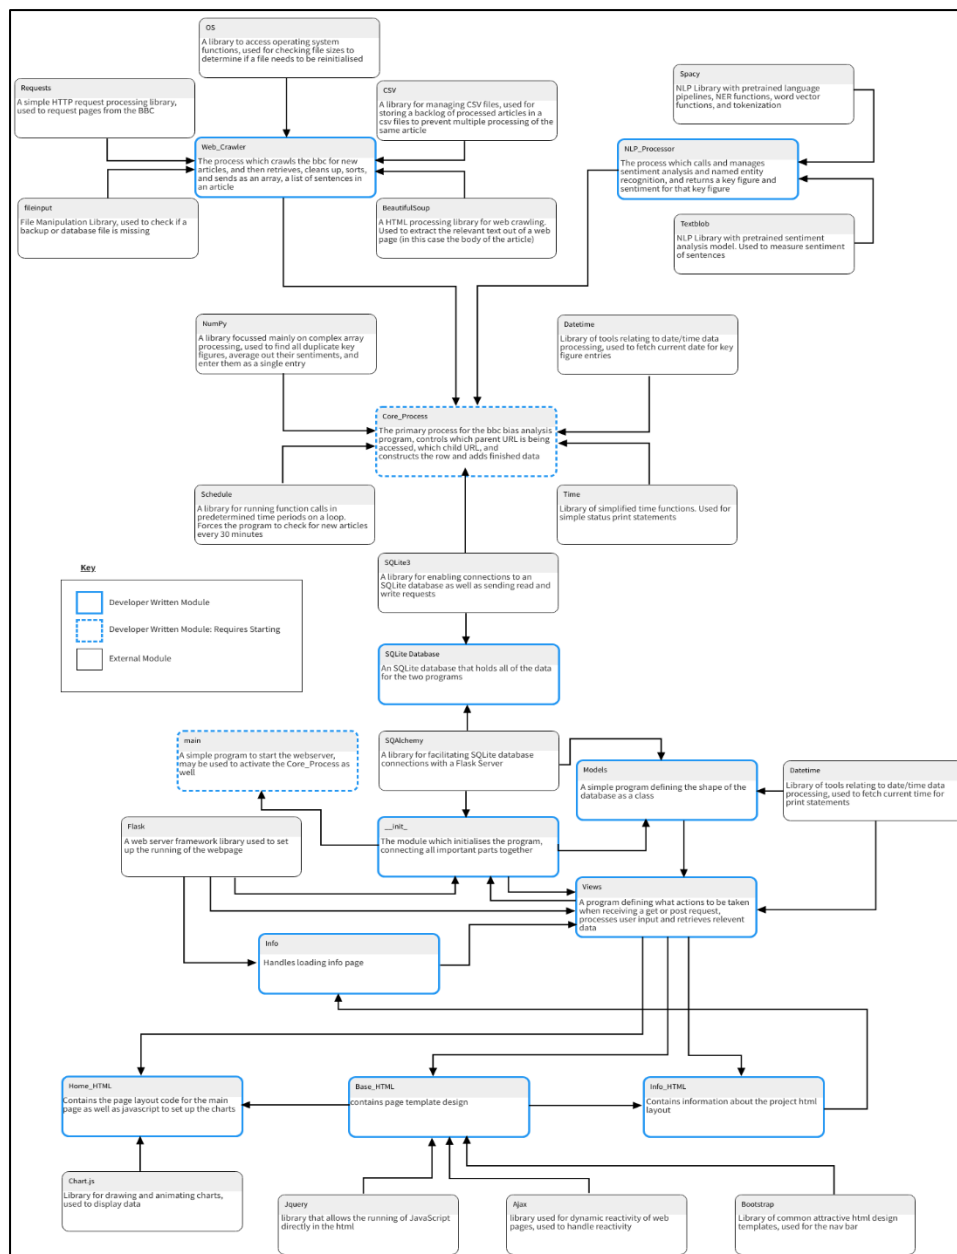 OS
A library to access operating system
functions, used for checking file sizes to
determine if a file needs to be reinitialised
Requests
A simple HTTP request processing library,
used to request pages from the BBC
CSV
A library for managing CSV files, used for
storing a backlog of processed articles in a
csv files to prevent multiple processing of the
same article
Spacy
NLP Library with pretrained language
pipelines, NER functions, word vector
functions, and tokenization
Web_Crawler
The process which crawls the bbc for new
articles, and then retrieves, cleans up, sorts,
and sends as an array, a list of sentences in
an article
NLP_Processor
The process which calls and manages
sentiment analysis and named entity
recognition, and returns a key figure and
sentiment for that key figure
fileinput
File Manipulation Library, used to check if a
backup or database file is missing
BeautifulSoup
A HTML processing library for web crawling.
Used to extract the relevant text out of a web
page (in this case the body of the article)
Textblob
NLP Library with pretrained sentiment
analysis model. Used to measure sentiment
of sentences
NumPy
A library focussed mainly on complex array
processing, used to find all duplicate key
figures, average out their sentiments, and
enter them as a single entry
Datetime
Library of tools relating to date/time data
processing, used to fetch current date for key
figure entries
Core_Process
The primary process for the bbc bias analysis
program, controls which parent URL is being
accessed, which child URL, and
constructs the row and adds finished data
Schedule
A library for running function calls in
predetermined time periods on a loop.
Forces the program to check for new articles
every 30 minutes
Time
Library of simplified time functions. Used for
simple status print statements
SQLite3
A library for enabling connections to an
SQLite database as well as sending read and
write requests
Key
Developer Written Module
Developer Written Module: Requires Starting
External Module
SQLite Database
An SQLite database that holds all of the data
for the two programs
main
A simple program to start the webserver,
may be used to activate the Core_Process as
well
SQAlchemy
A library for facilitating SQLite database
connections with a Flask Server
Models
A simple program defining the shape of the
database as a class
Datetime
Library of tools relating to date/time data
processing, used to fetch current time for
print statements
Flask
A web server framework library used to set
up the running of the webpage
__init_
The module which initialises the program,
connecting all important parts together
Views
A program defining what actions to be taken
when receiving a get or post request,
processes user input and retrieves relevent
data
Info
Handles loading info page
Home_HTML
Contains the page layout code for the main
page as well as javascript to set up the charts
Base_HTML
contains page template design
Info_HTML
Contains information about the project html
layout
Chart.js
Library for drawing and animating charts,
used to display data
Jquery
library that allows the running of JavaScript
directly in the html
Ajax
library used for dynamic reactivity of web
pages, used to handle reactivity
Bootstrap
Library of common attractive html design
templates, used for the nav bar